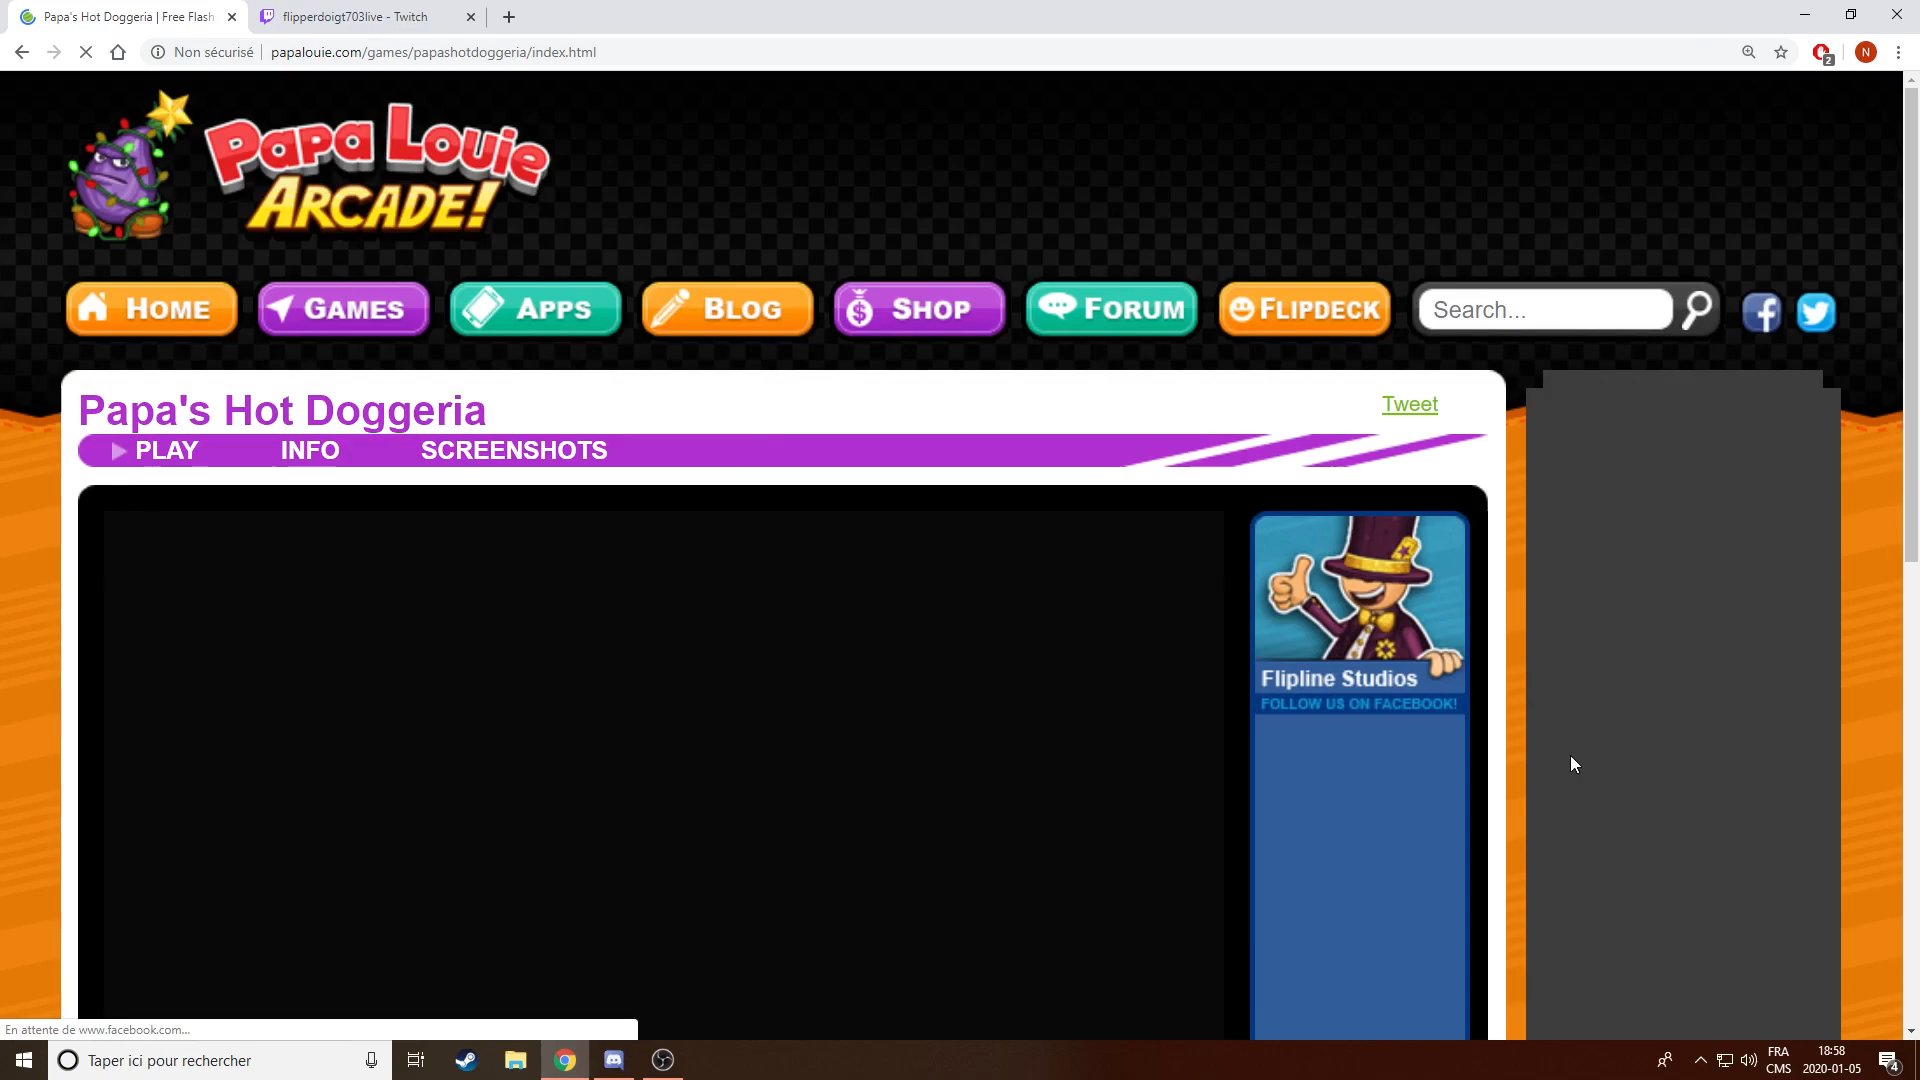 Papa's Hot Doggeria | Free Flash
flipperdoigt703live - Twitch
Non sécurisé
papalouie.com/games/papashotdoggeria/index.html
2
N
Papa Louie
ARCADE!
HOME
GAMES
APPS
BLOG
SHOP
FORUM
FLIPDECK
Search...
Papa's Hot Doggeria
Tweet
PLAY
INFO
SCREENSHOTS
Flipline Studios
FOLLOW US ON FACEBOOK!
En attente de www.facebook.com...
Taper ici pour rechercher
FRA
CMS
18:58
2020-01-05
4